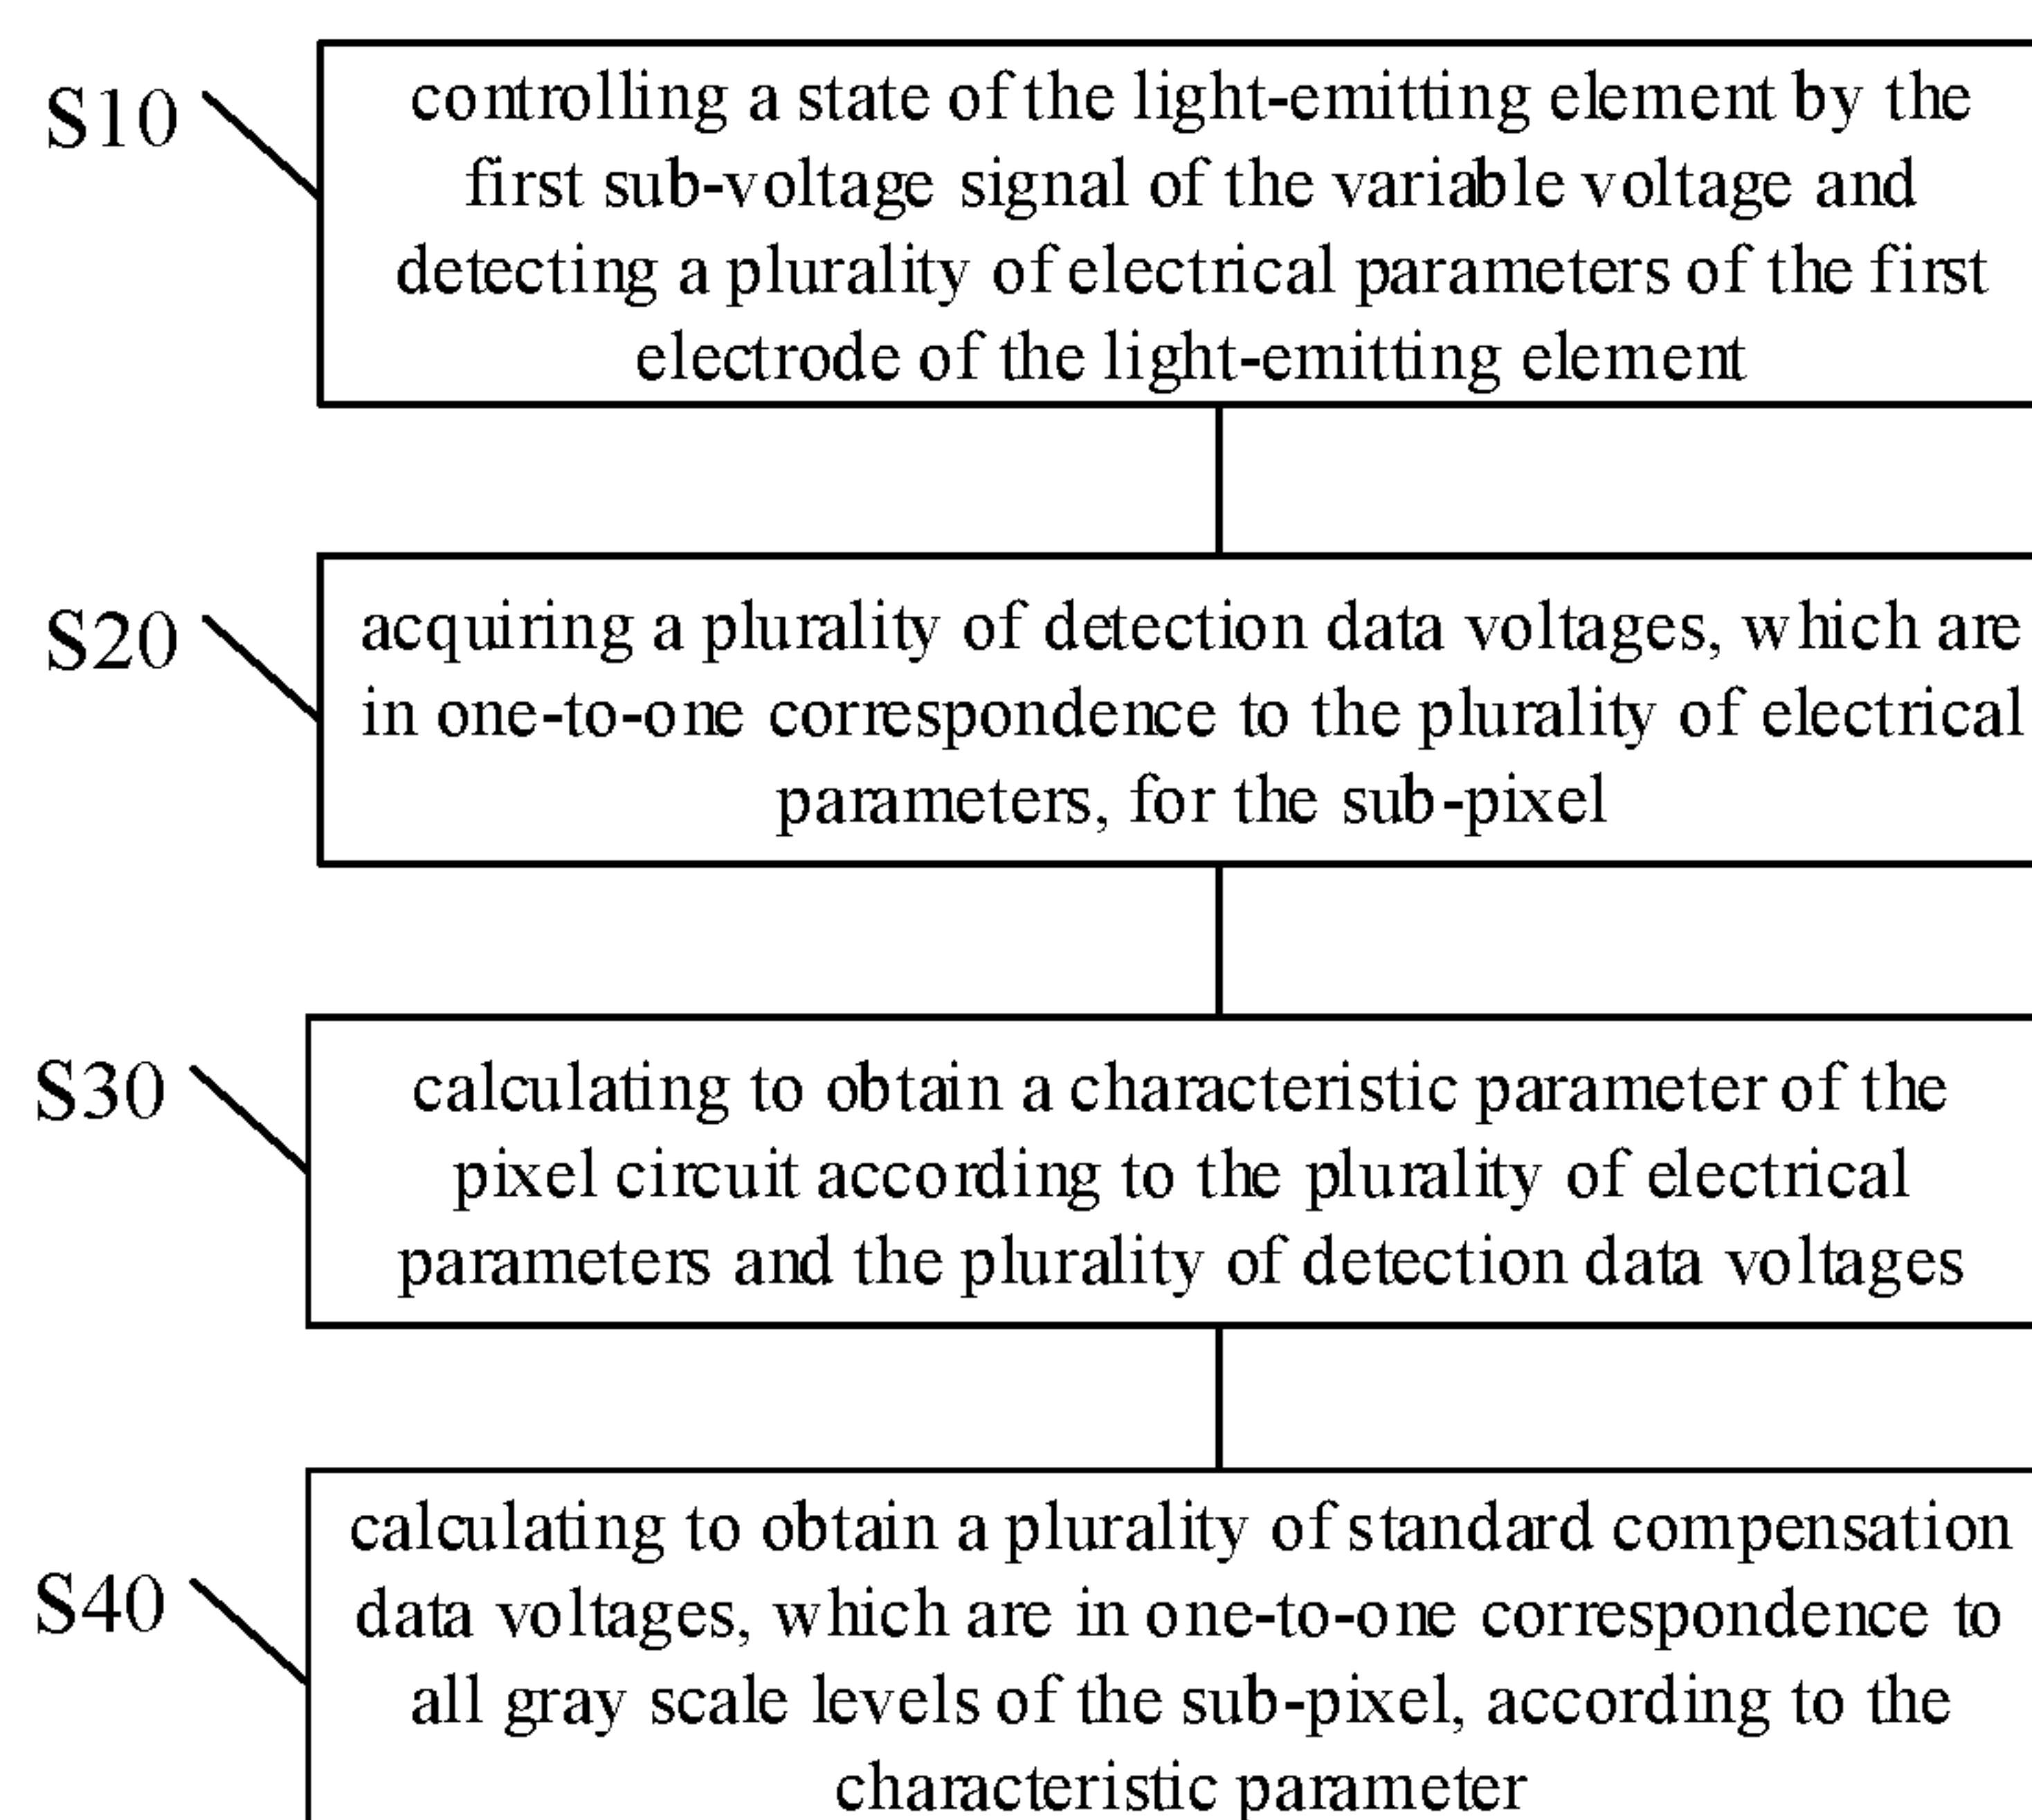 S10
controlling a state of the light-emitting element by the
first sub-voltage signal of the variable voltage and
detecting a plurality of electrical parameters of the first
electrode of the light-emitting element
S20
acquiring a plurality of detection data voltages, which are
in one-to-one correspondence to the plurality of electrical
parameters, for the sub-pixel
S30
calculating to obtain a characteristic parameter of the
pixel circuit according to the plurality of electrical
parameters and the plurality of detection data voltages
S40
calculating to obtain a plurality of standard compensation
data voltages, which are in one-to-one correspondence to
all gray scale levels of the sub-pixel, according to the
characteristic parameter